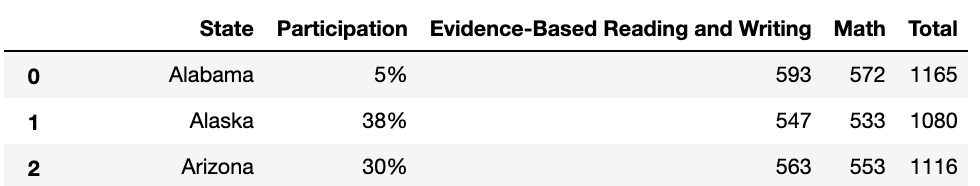 State Participation Evidence-Based Reading and Writing Math Total
0 Alabama 5% 593 572 1165
1 Alaska 38% 547 533 1080
2 Arizona 30% 563 553 1116